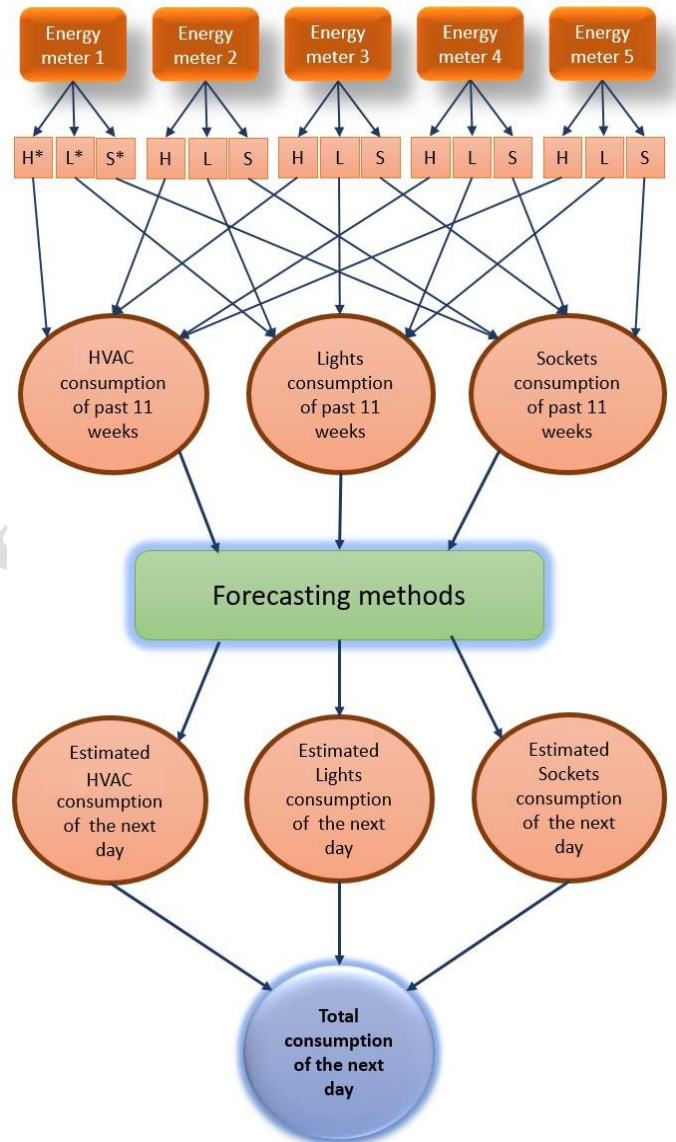 Energy
meter 1
Energy
meter 2
Energy
meter 3
Energy
meter 4
Energy
meter 5
H* L* S* H L S H L S H L S H L S
HVAC
consumption
of past 11
weeks
Lights
consumption
of past 11
weeks
Sockets
consumption
of past 11
weeks
Forecasting methods
Estimated
HVAC
consumption
of the next
day
Estimated
Lights
consumption
of the next
day
Estimated
Sockets
consumption
of the next
day
Total
consumption
of the next
day